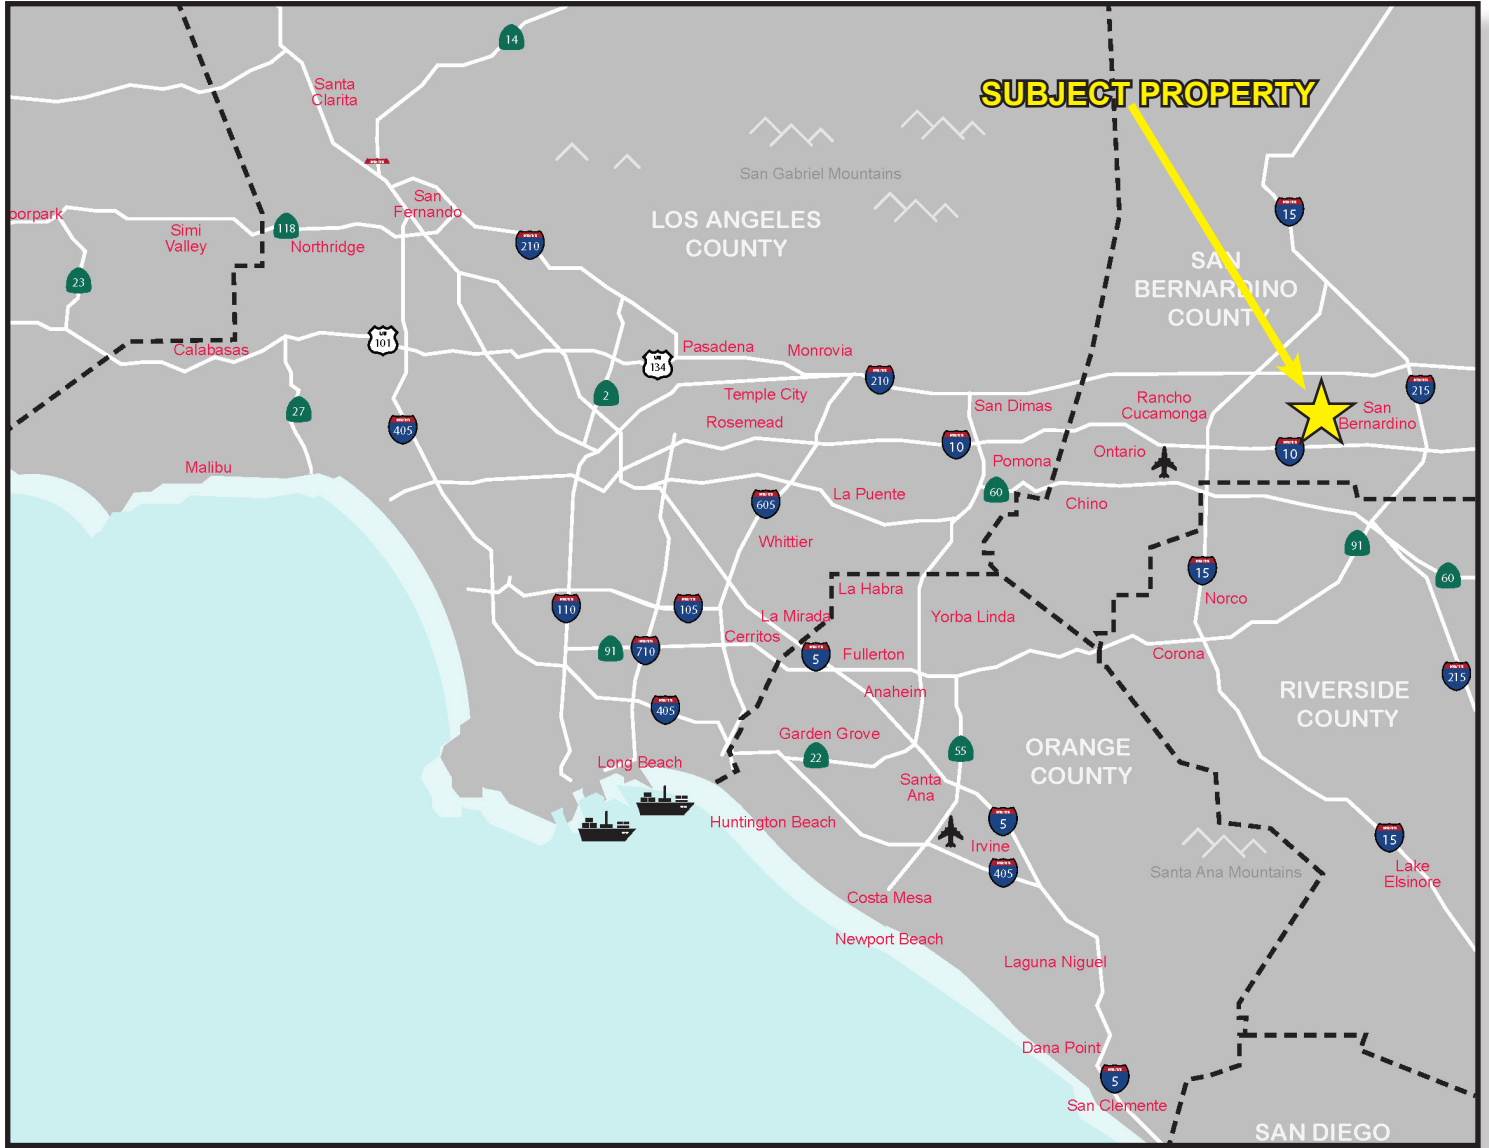 14
SUBJECT PROPERTY
Santa
Clarita
San Gabriel Mountains
San
Fernando
15
oorpark
118
Simi
Valley
Northridge
LOS ANGELES
COUNTY
210
SAN
BERNARDINO
COUNTY
23
US
101
Calabasas
Pasadena
Monrovia
US
134
210
215
2
Temple City
27
San Dimas
Rancho
Cucamonga
San
Bernardino
Rosemead
405
10
Ontario
10
Malibu
Pomona
60
La Puente
605
Chino
Whittier
91
15
60
La Habra
Norco
110
105
La Mirada
Yorba Linda
Cerritos
91
710
5
Fullerton
Corona
215
Anaheim
RIVERSIDE
COUNTY
405
Garden Grove
22
55
ORANGE
COUNTY
Long Beach
Santa
Ana
Huntington Beach
5
15
Irvine
405
Santa Ana Mountains
Lake
Elsinore
Costa Mesa
Newport Beach
Laguna Niguel
Dana Point
5
San Clemente
SAN DIEGO